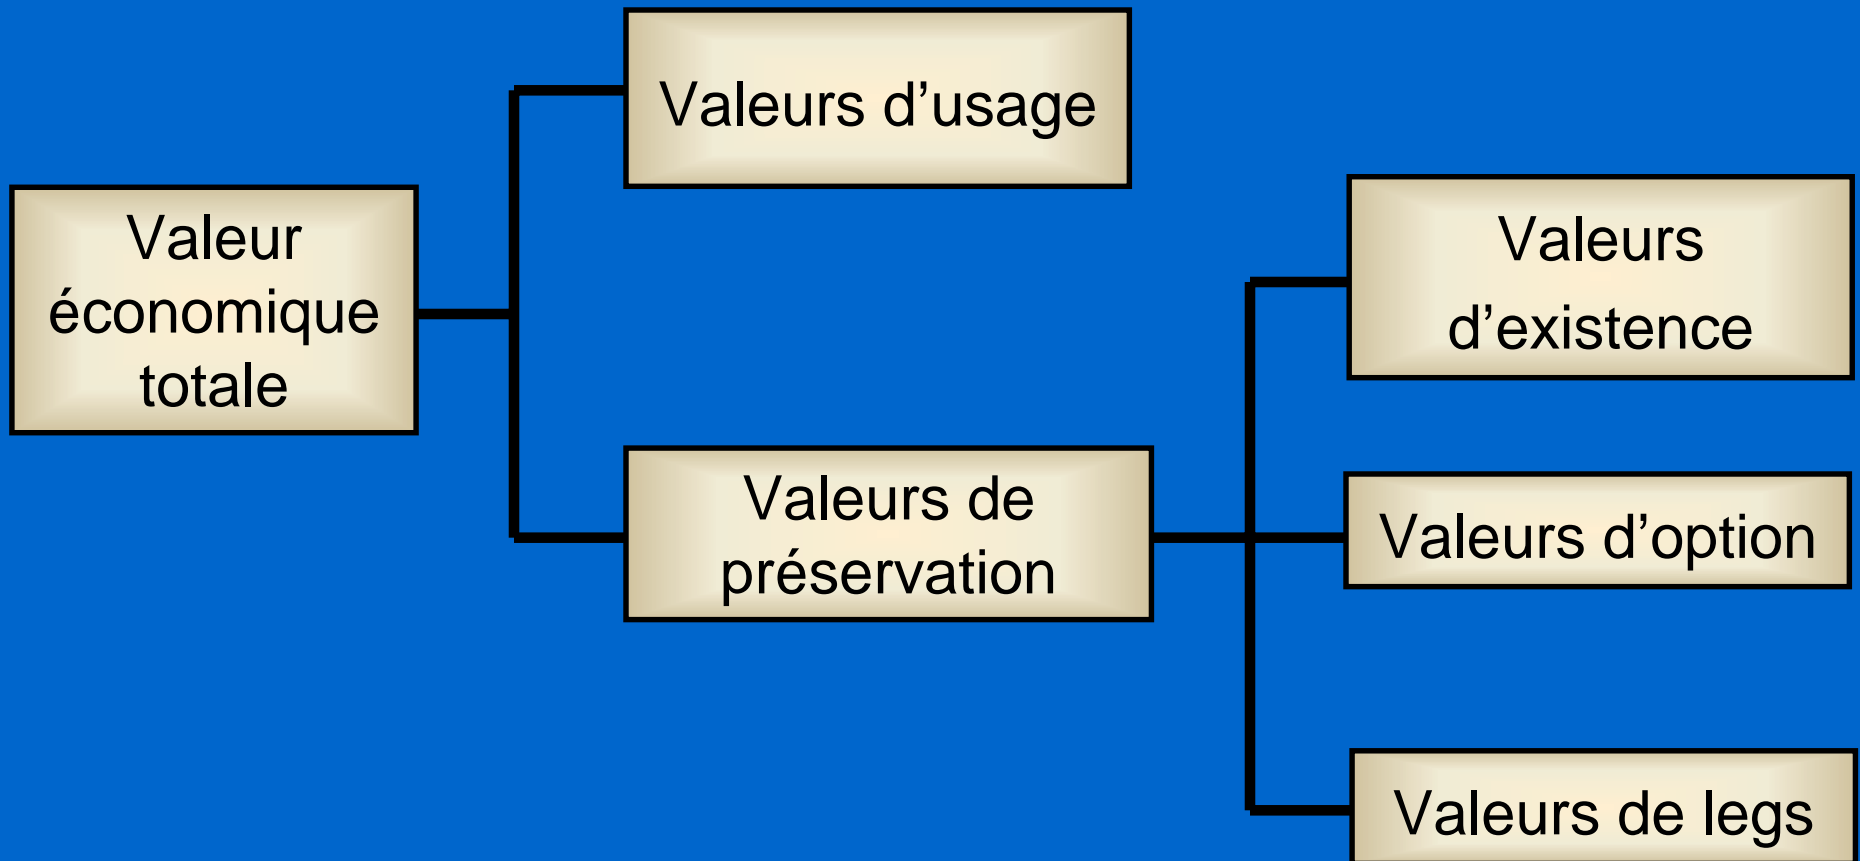 Valeur
économique
totale
Valeurs d’usage
Valeurs de
préservation
Valeurs
d’existence
Valeurs d’option
Valeurs de legs